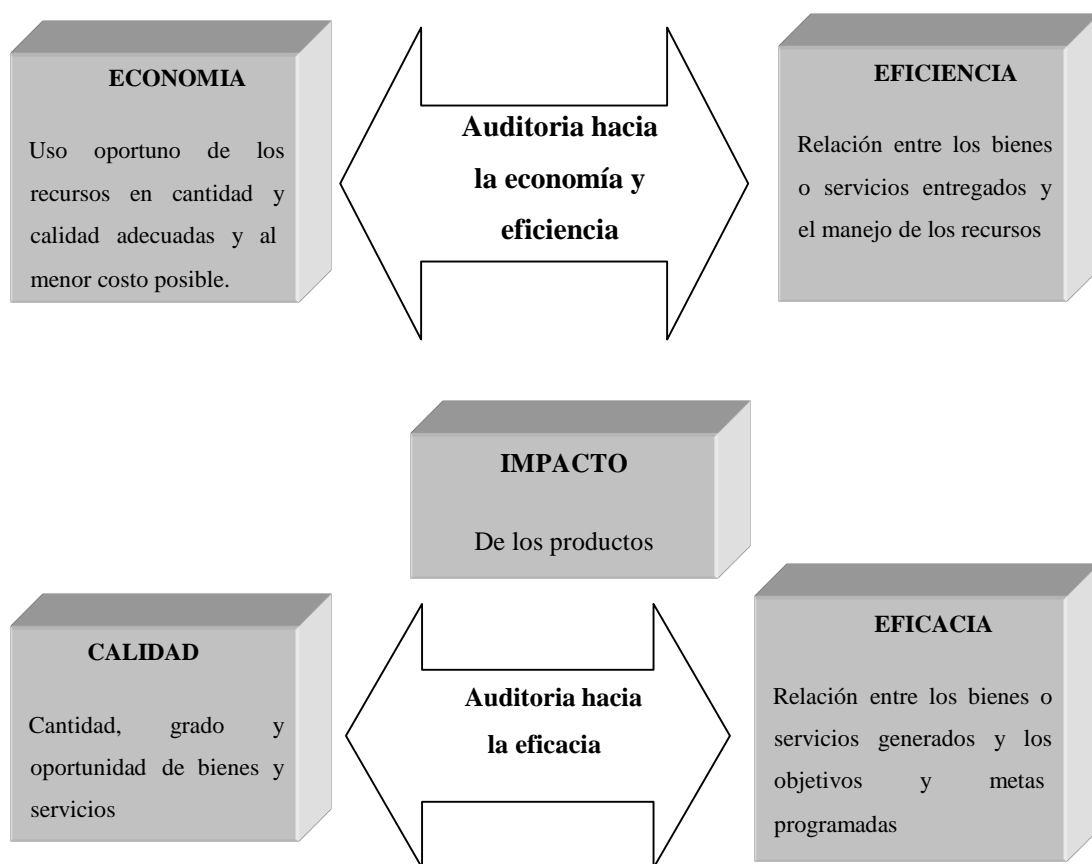 ECONOMIA
Uso oportuno de los
recursos en cantidad y
calidad adecuadas y al
menor costo posible.
Auditoria hacia
la economía y
eficiencia
EFICIENCIA
Relación entre los bienes
o servicios entregados y
el manejo de los recursos
IMPACTO
De los productos
CALIDAD
Cantidad, grado y
oportunidad de bienes y
servicios
Auditoria hacia
la eficacia
EFICACIA
Relación entre los bienes o
servicios generados y los
objetivos y metas
programadas